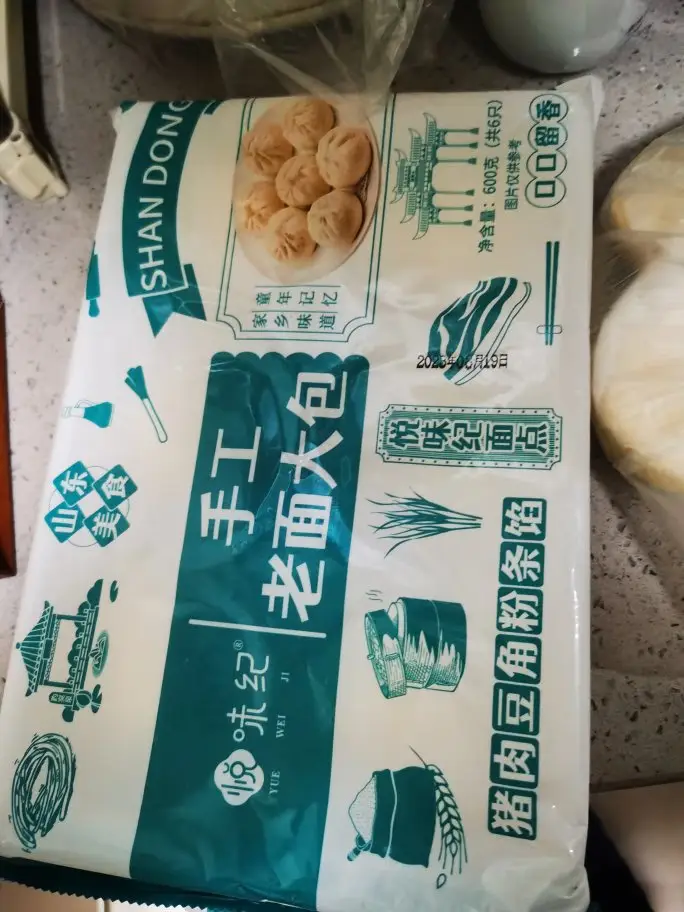 SHAN DONG
童年记忆
家乡味道
净含量：600克（共6只）
图片仅供参考
口口留香
手工
老面大包
悦味纪®
YUE WEI JI
山东美食
悦味纪面点
猪肉豆角粉条馅